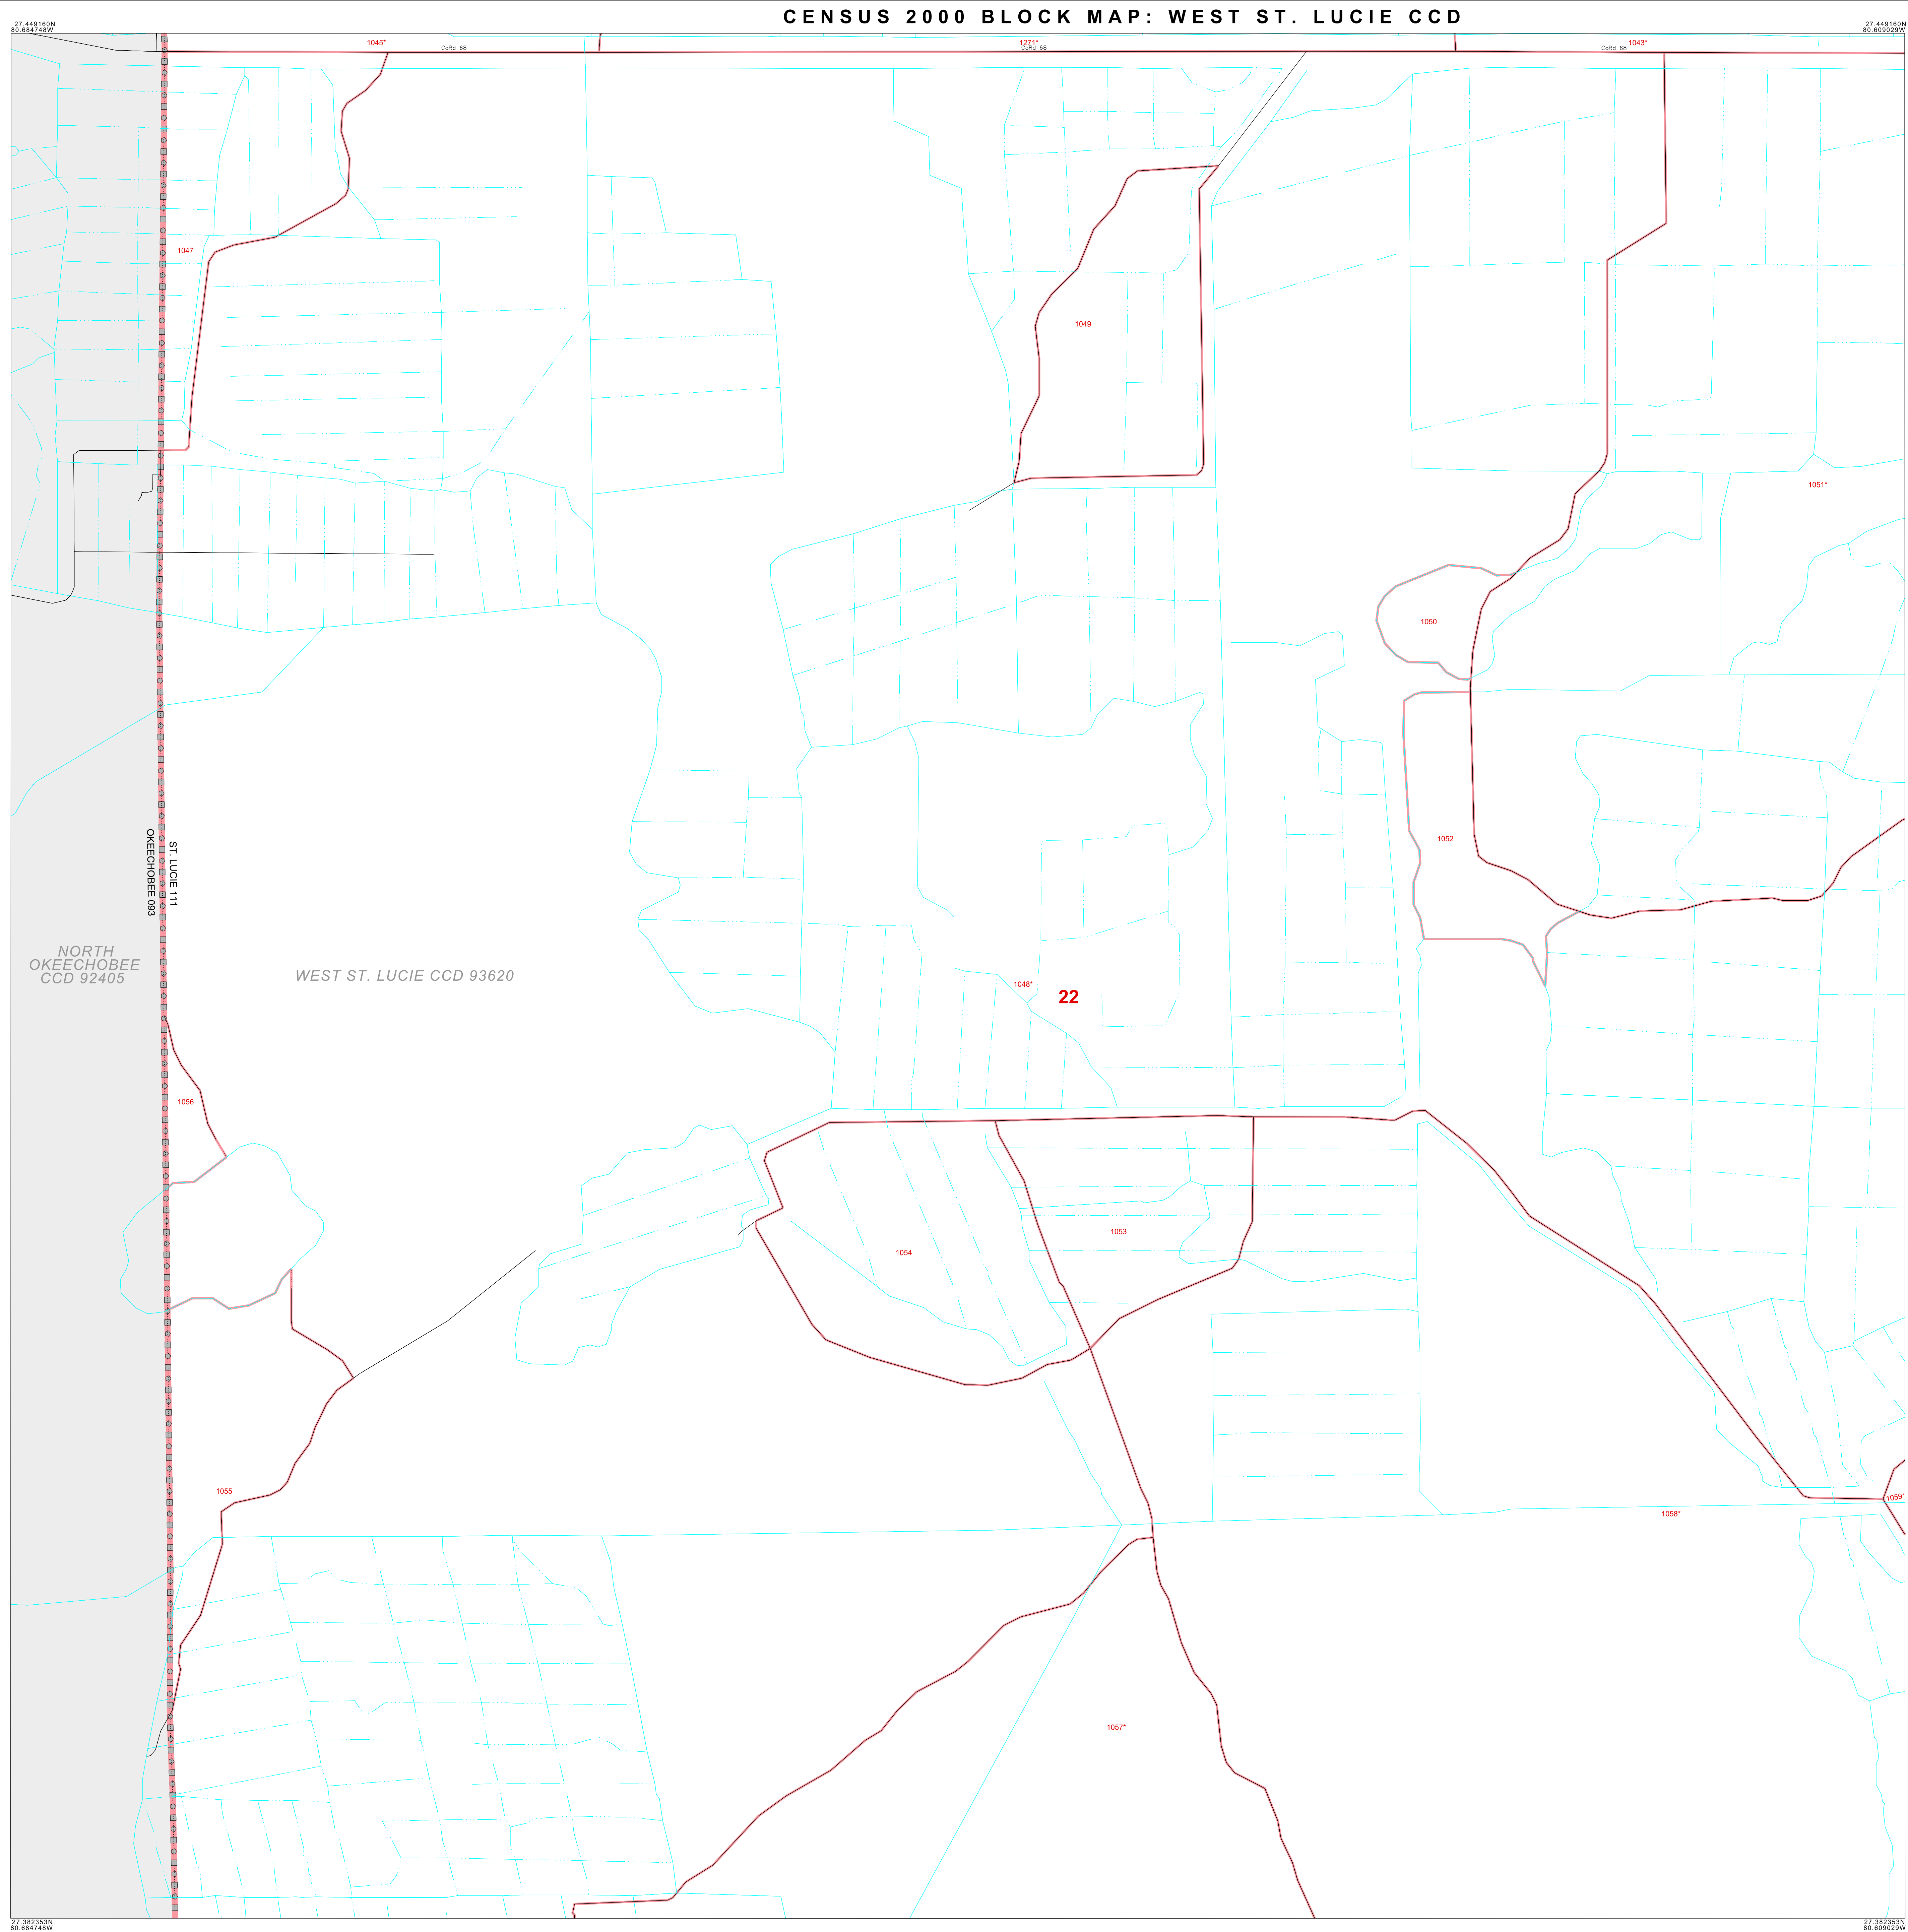 CENSUS 2000 BLOCK MAP: WEST ST. LUCIE CCD
27.449160N
80.684748W
27.449160N
80.609029W
1045*
CoRd 68
1271*
CoRd 68
1043*
CoRd 68
1047
1049
1051*
1050
1052
ST. LUCIE 111
OKEECHOBEE 093
NORTH
OKEECHOBEE
CCD 92405
WEST ST. LUCIE CCD 93620
1048*
22
1056
1053
1054
1055
1059*
1058*
1057*
27.382353N
80.684748W
27.382353N
80.609029W